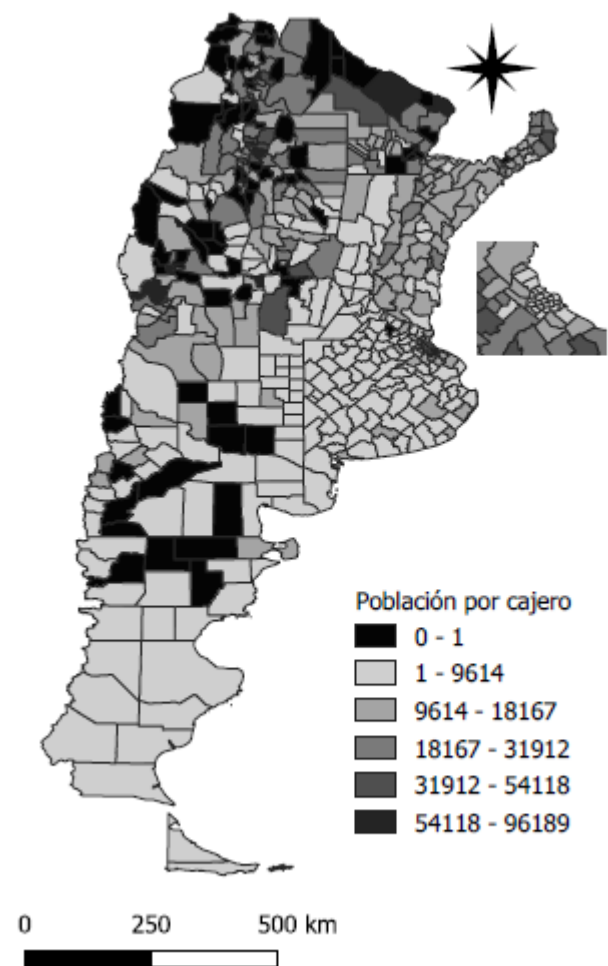 Población por cajero
0 - 1
1 - 9614
9614 - 18167
18167 - 31912
31912 - 54118
54118 - 96189
0 250 500 km